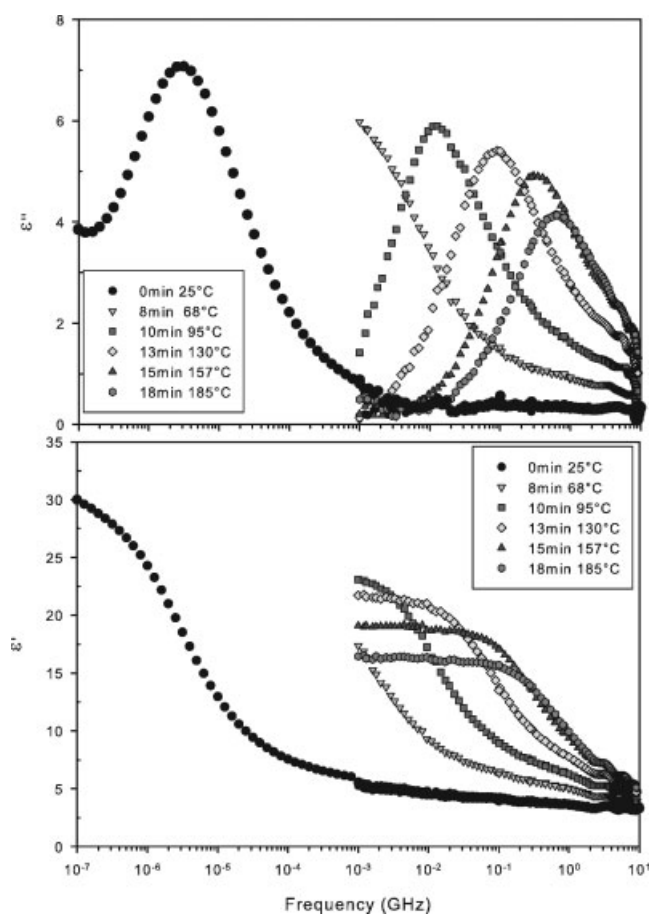 8
6
4
2
0
ε"
0min 25°C
8min 68°C
10min 95°C
13min 130°C
15min 157°C
18min 185°C
35
30
25
20
15
10
5
0
ε'
0min 25°C
8min 68°C
10min 95°C
13min 130°C
15min 157°C
18min 185°C
10⁻⁷ 10⁻⁶ 10⁻⁵ 10⁻⁴ 10⁻³ 10⁻² 10⁻¹ 10⁰ 10¹
Frequency (GHz)